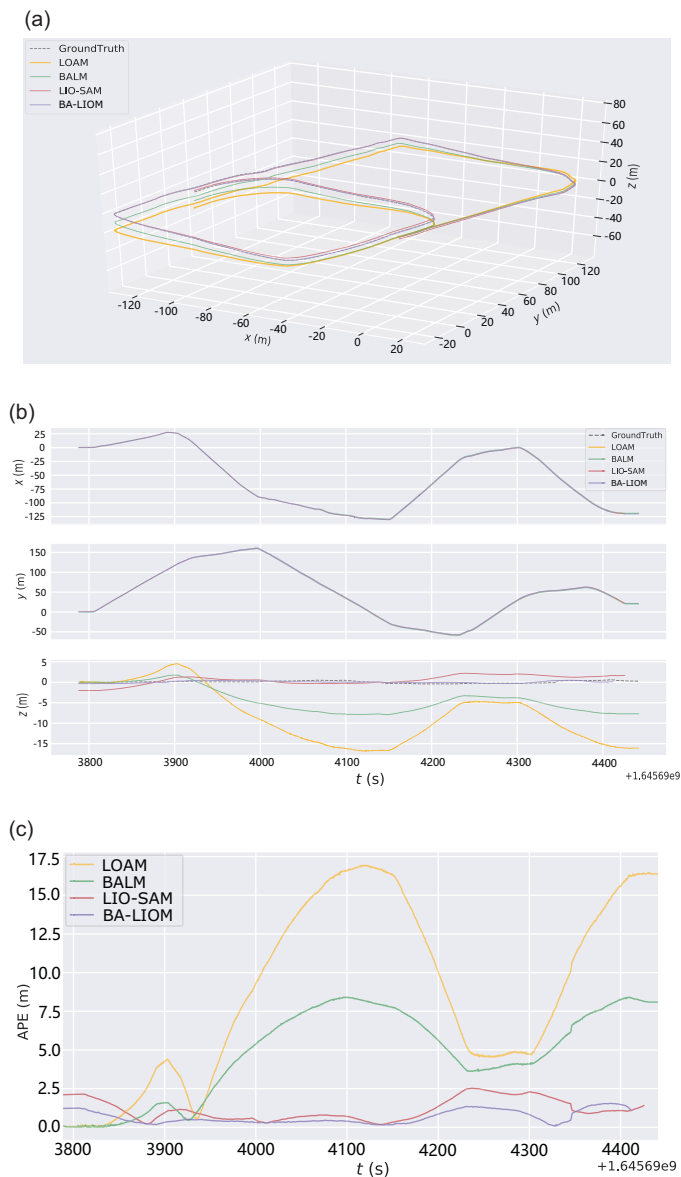 (a)
GroundTruth
LOAM
BALM
LIO-SAM
BA-LIOM
80
60
40
20
0
-20
-40
-60
z (m)
-120
-100
-80
-60
-40
-20
0
20
x (m)
-20
0
20
40
60
80
100
120
y (m)
(b)
25
0
-25
-50
-75
-100
-125
x (m)
GroundTruth
LOAM
BALM
LIO-SAM
BA-LIOM
150
100
50
0
-50
y (m)
5
0
-5
-10
-15
z (m)
3800 3900 4000 4100 4200 4300 4400
t (s)
+1.64569e9
(c)
17.5
15.0
12.5
10.0
7.5
5.0
2.5
0.0
APE (m)
LOAM
BALM
LIO-SAM
BA-LIOM
3800 3900 4000 4100 4200 4300 4400
t (s)
+1.64569e9